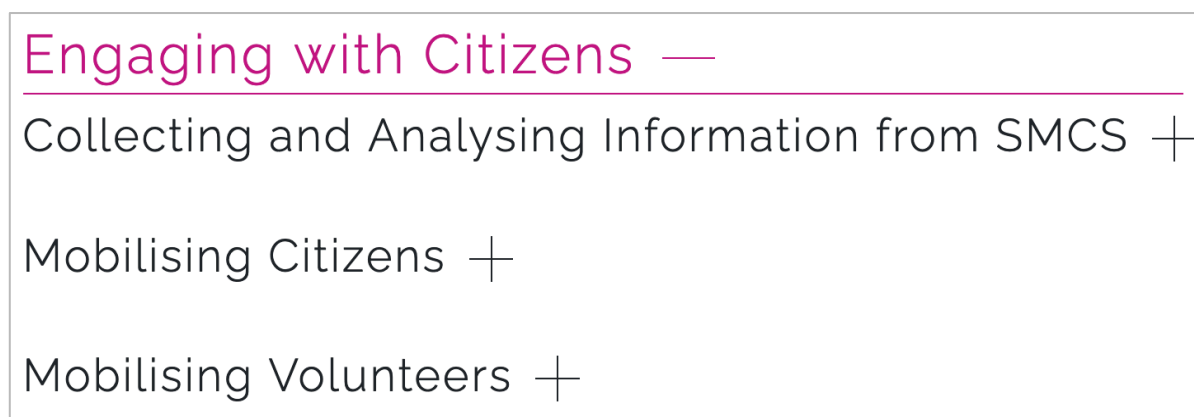 Engaging with Citizens —
Collecting and Analysing Information from SMCS +
Mobilising Citizens +
Mobilising Volunteers +